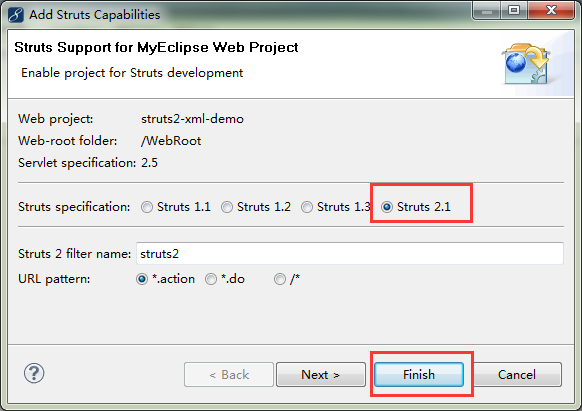 Add Struts Capabilities
Struts Support for MyEclipse Web Project
Enable project for Struts development
Web project: struts2-xml-demo
Web-root folder: /WebRoot
Servlet specification: 2.5
Struts specification: Struts 1.1 Struts 1.2 Struts 1.3 Struts 2.1
Struts 2 filter name: struts2
URL pattern: *.action *.do /*
? < Back Next > Finish Cancel